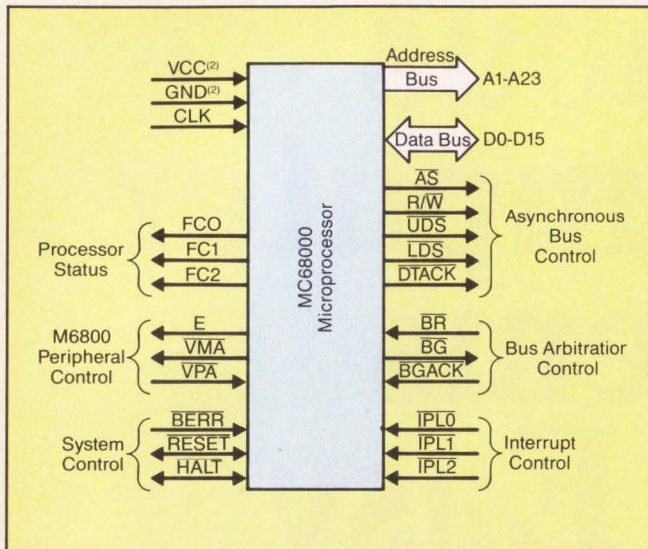 Address
Bus
A1-A23
VCC(2)
GND(2)
CLK
Data Bus
D0-D15
MC68000
Microprocessor
AS
R/W
UDS
LDS
DTACK
Asynchronous
Bus
Control
Processor
Status
FCO
FC1
FC2
M6800
Peripheral
Control
E
VMA
VPA
BR
BG
BGACK
Bus Arbitratior
Control
System
Control
BERR
RESET
HALT
IPL0
IPL1
IPL2
Interrupt
Control